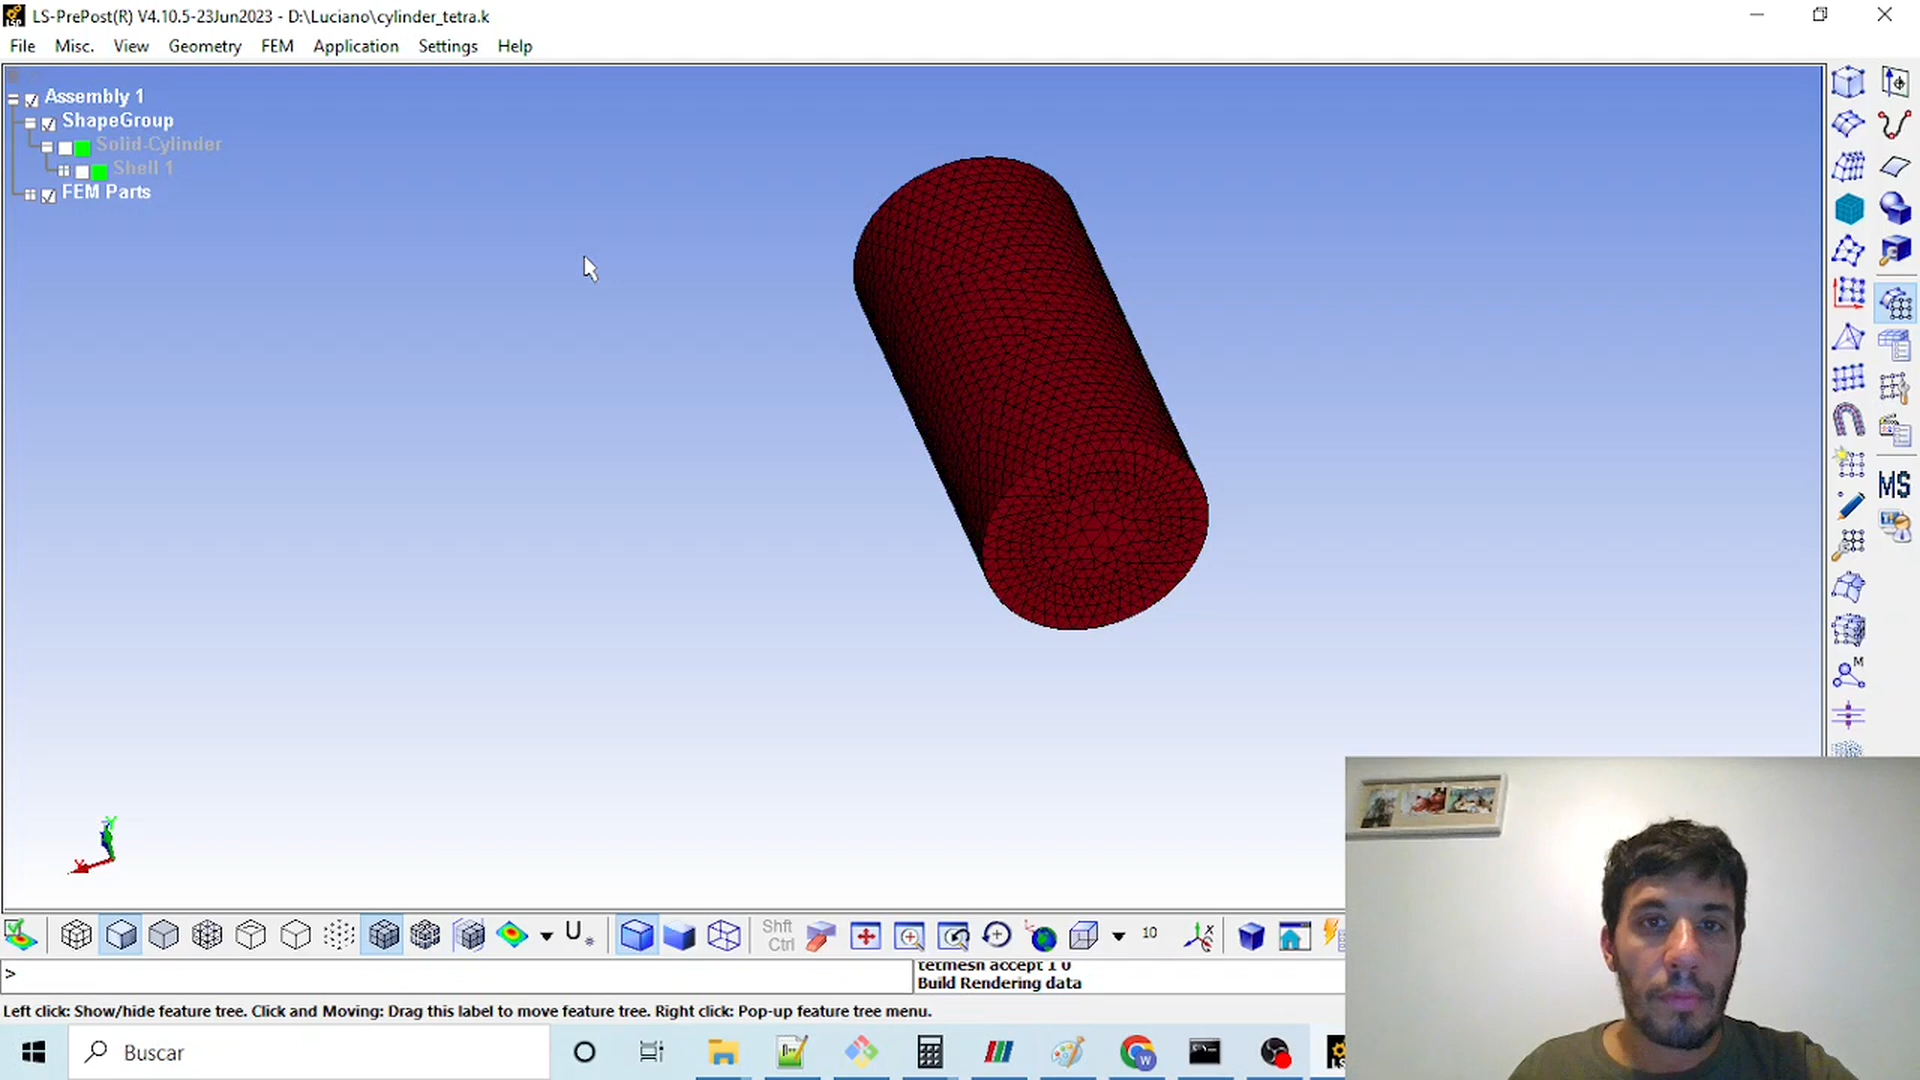 LS-PrePost(R) V4.10.5-23Jun2023 - D:\Luciano\cylinder_tetra.k
File Misc. View Geometry FEM Application Settings Help
Assembly 1
ShapeGroup
Solid-Cylinder
Shell 1
FEM Parts
MS
M
Y
X
Shft
Ctrl
10
>
tetmesh accept 1 0
Build Rendering data
Left click: Show/hide feature tree. Click and Moving: Drag this label to move feature tree. Right click: Pop-up feature tree menu.
Buscar